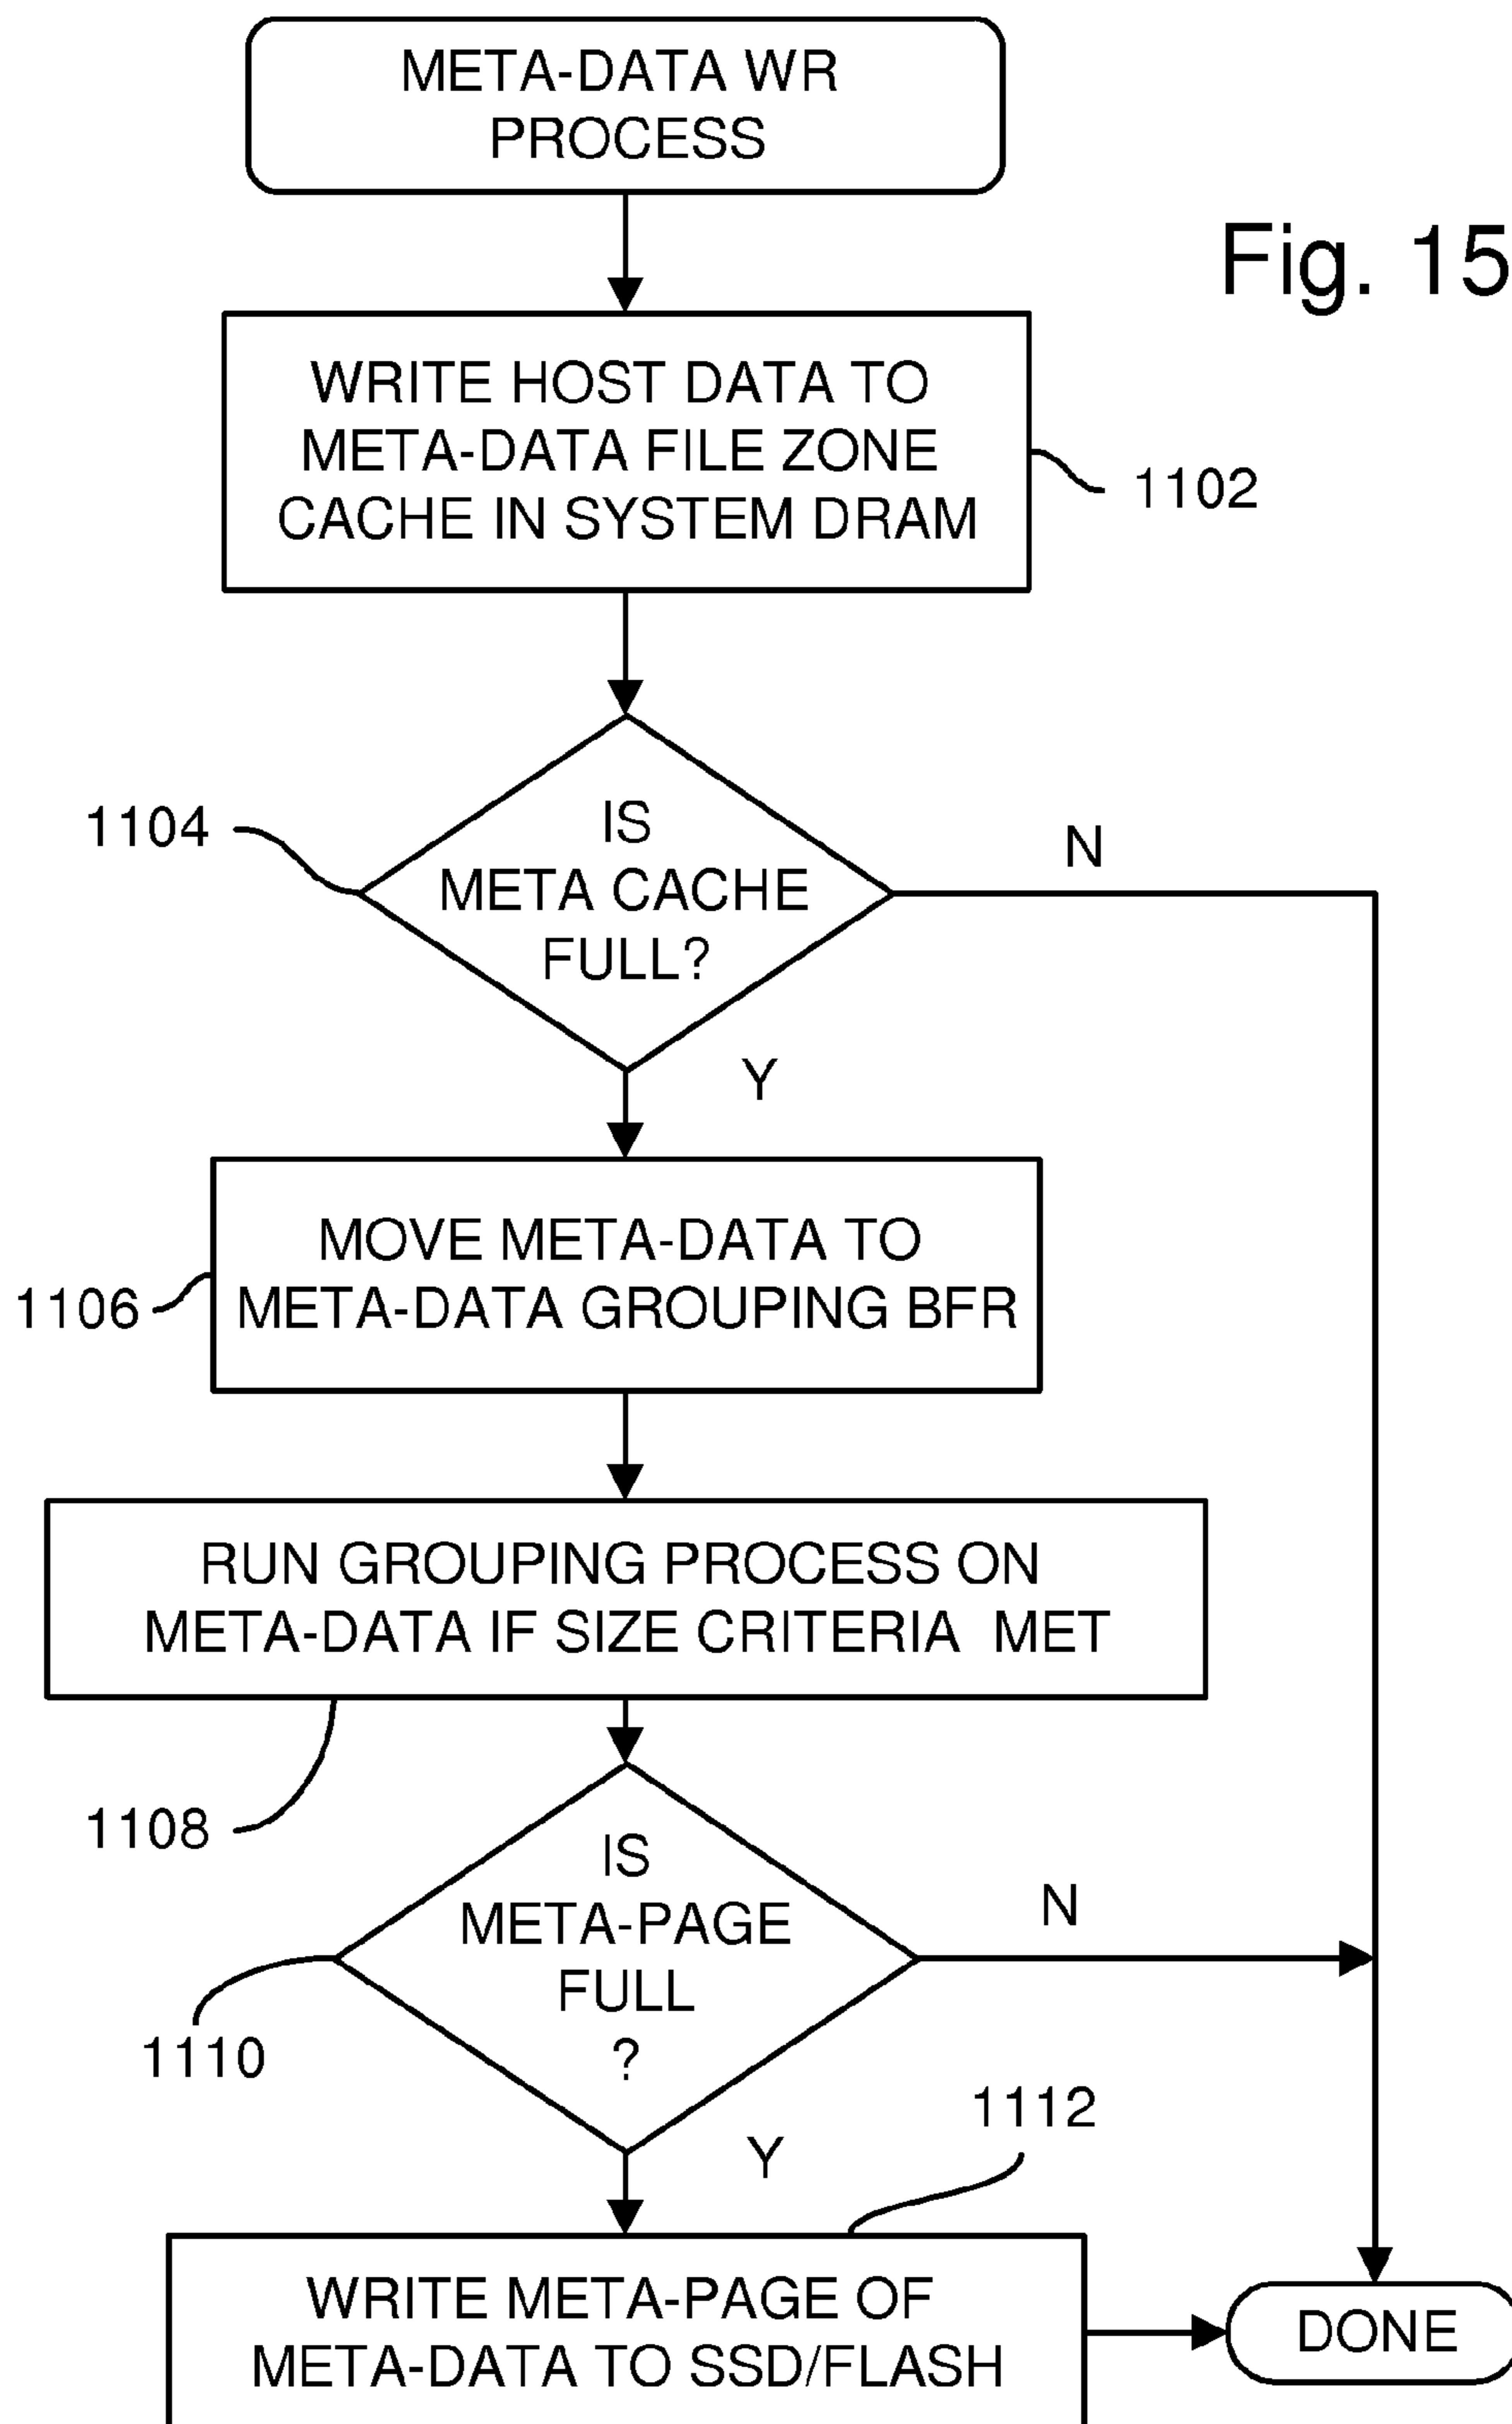 META-DATA WR
PROCESS
Fig. 15
WRITE HOST DATA TO
META-DATA FILE ZONE
CACHE IN SYSTEM DRAM
1102
1104
IS
META CACHE
FULL?
N
Y
MOVE META-DATA TO
META-DATA GROUPING BFR
1106
RUN GROUPING PROCESS ON
META-DATA IF SIZE CRITERIA  MET
1108
IS
META-PAGE
FULL
?
N
1110
1112
Y
WRITE META-PAGE OF
META-DATA TO SSD/FLASH
DONE